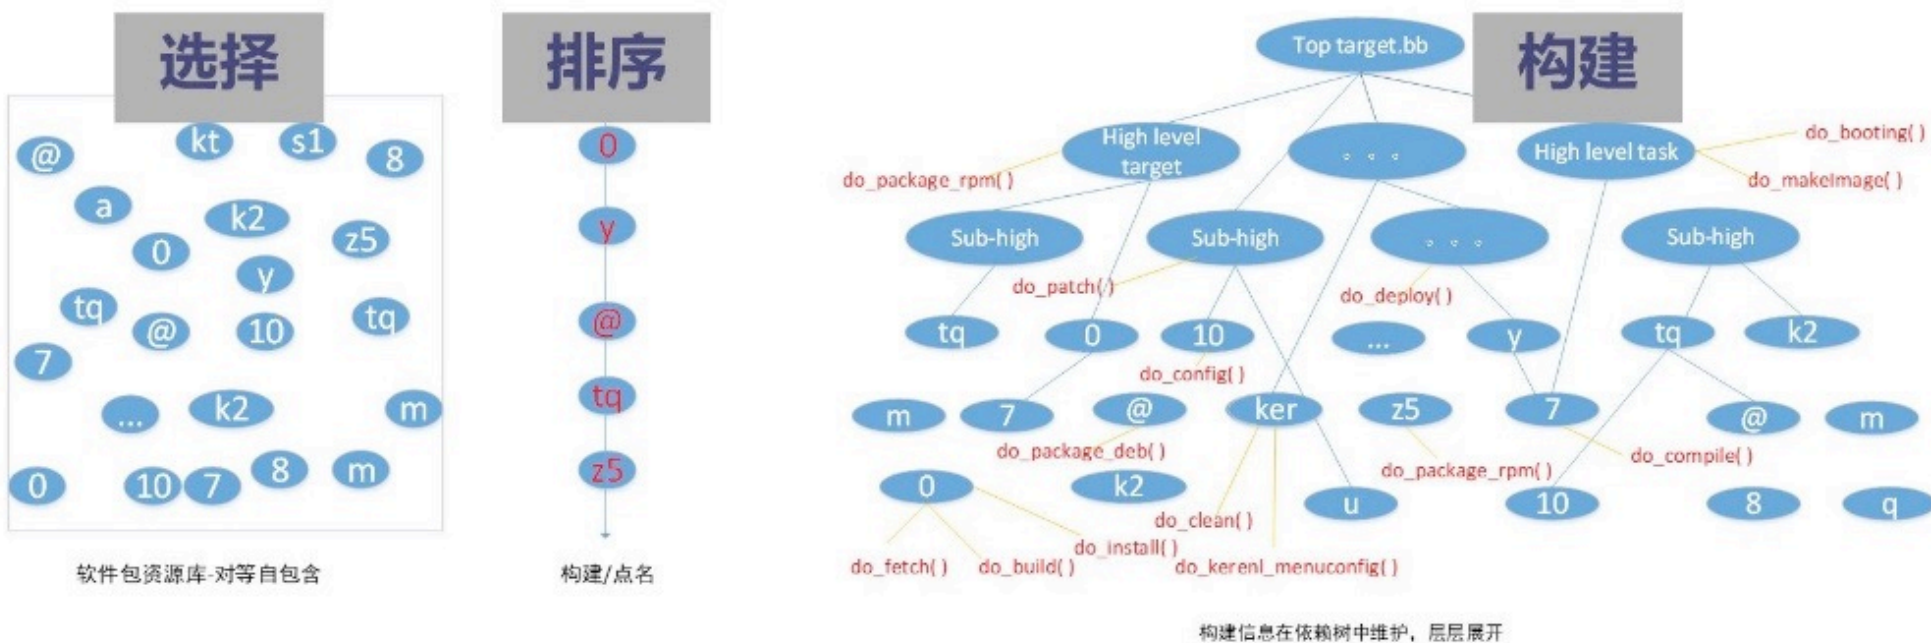 选择
排序
构建
@
kt
s1
8
a
k2
0
z5
y
tq
@
10
tq
7
...
k2
m
0
10
7
8
m
软件包资源库-对等自包含
0
y
@
tq
z5
构建/点名
Top target.bb
High level
target
。。。
High level task
do_booting( )
do_makeImage( )
do_package_rpm( )
Sub-high
Sub-high
。。。
Sub-high
do_patch( )
do_deploy( )
tq
0
10
...
y
tq
k2
do_config( )
m
7
@
ker
z5
7
@
m
do_package_deb( )
do_package_rpm( )
do_compile( )
0
k2
u
10
8
q
do_clean( )
do_install( )
do_fetch( )
do_build( )
do_kerenl_menuconfig( )
构建信息在依赖树中维护，层层展开